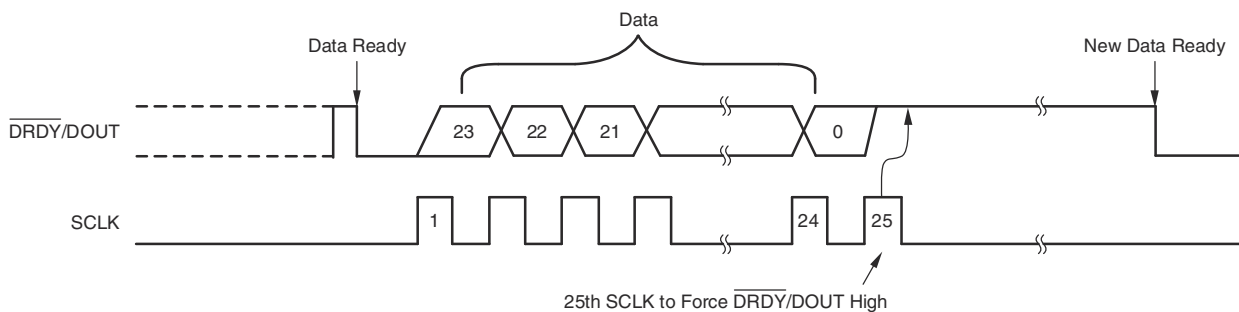 Data
Data Ready
New Data Ready
DRDY/DOUT
23
22
21
0
SCLK
1
24
25
25th SCLK to Force DRDY/DOUT High